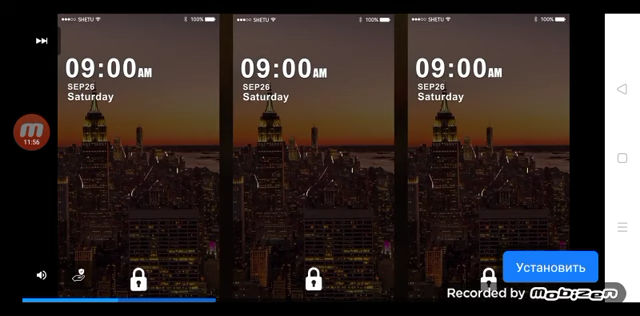 SHETU 100%
09:00AM
SEP26
Saturday
SHETU 100%
09:00AM
SEP26
Saturday
SHETU 100%
09:00AM
SEP26
Saturday
11:56
Установить
Recorded by MOBIZEN